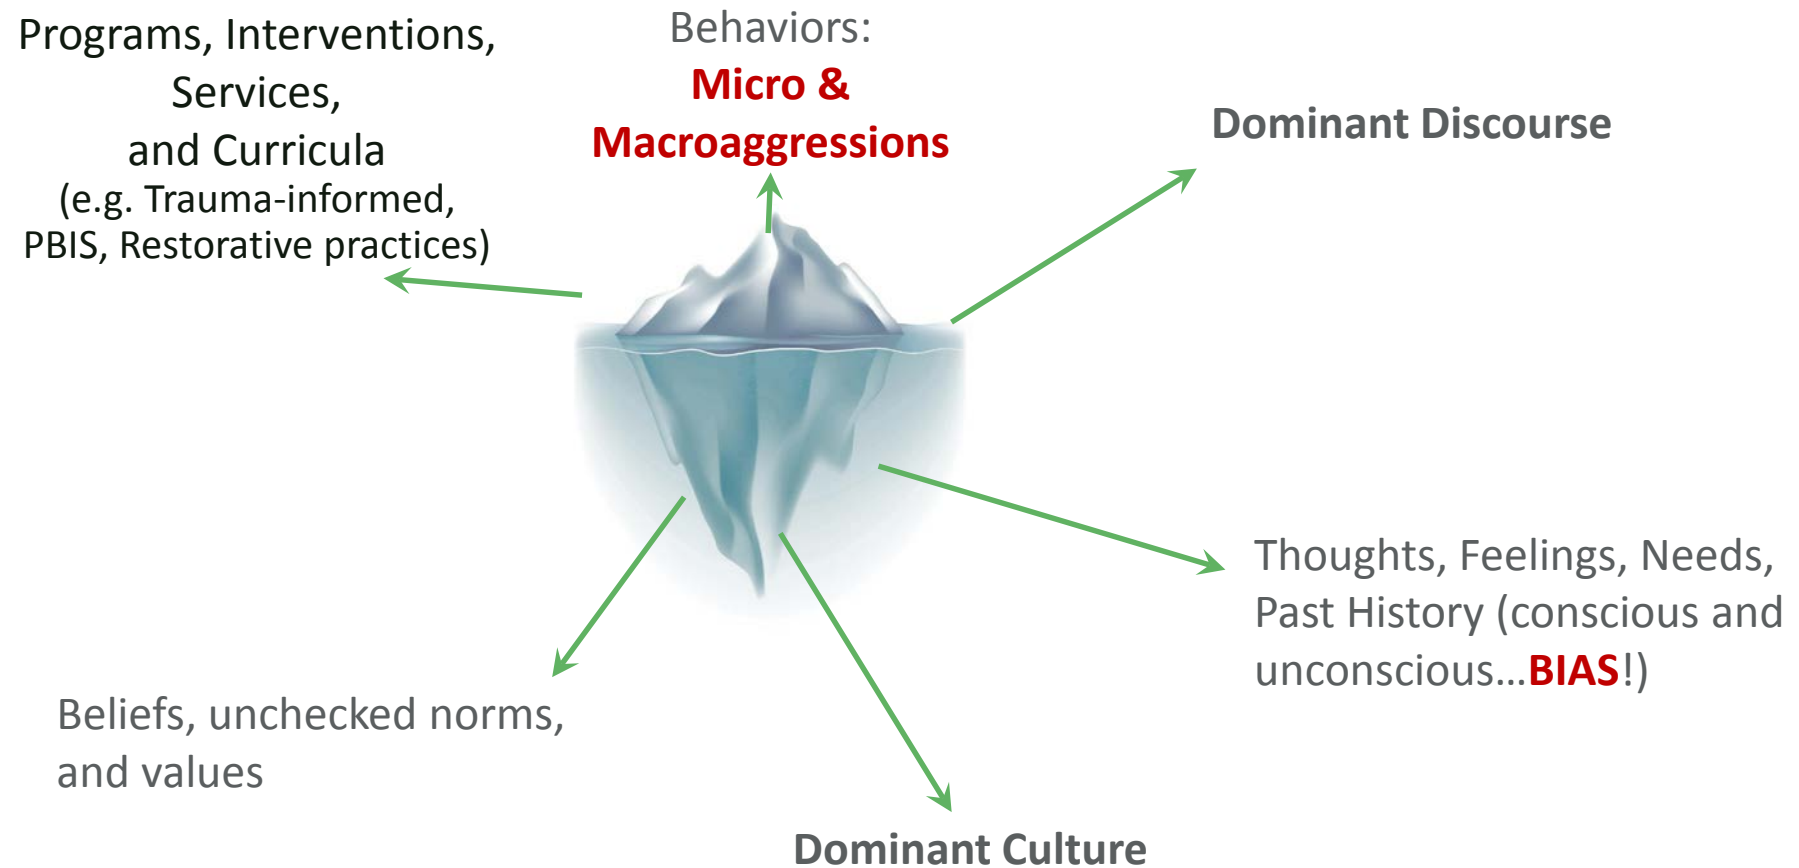 Programs, Interventions,
Services,
and Curricula
(e.g. Trauma-informed,
PBIS, Restorative practices)
Behaviors:
Micro &
Macroaggressions
Dominant Discourse
Thoughts, Feelings, Needs,
Past History (conscious and
unconscious...BIAS!)
Beliefs, unchecked norms,
and values
Dominant Culture